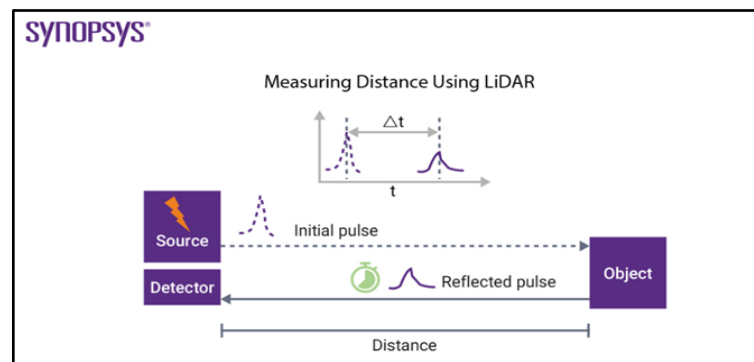 SYNOPSYS®
Measuring Distance Using LiDAR
△t
t
Initial pulse
Source
Object
Detector
Reflected pulse
Distance